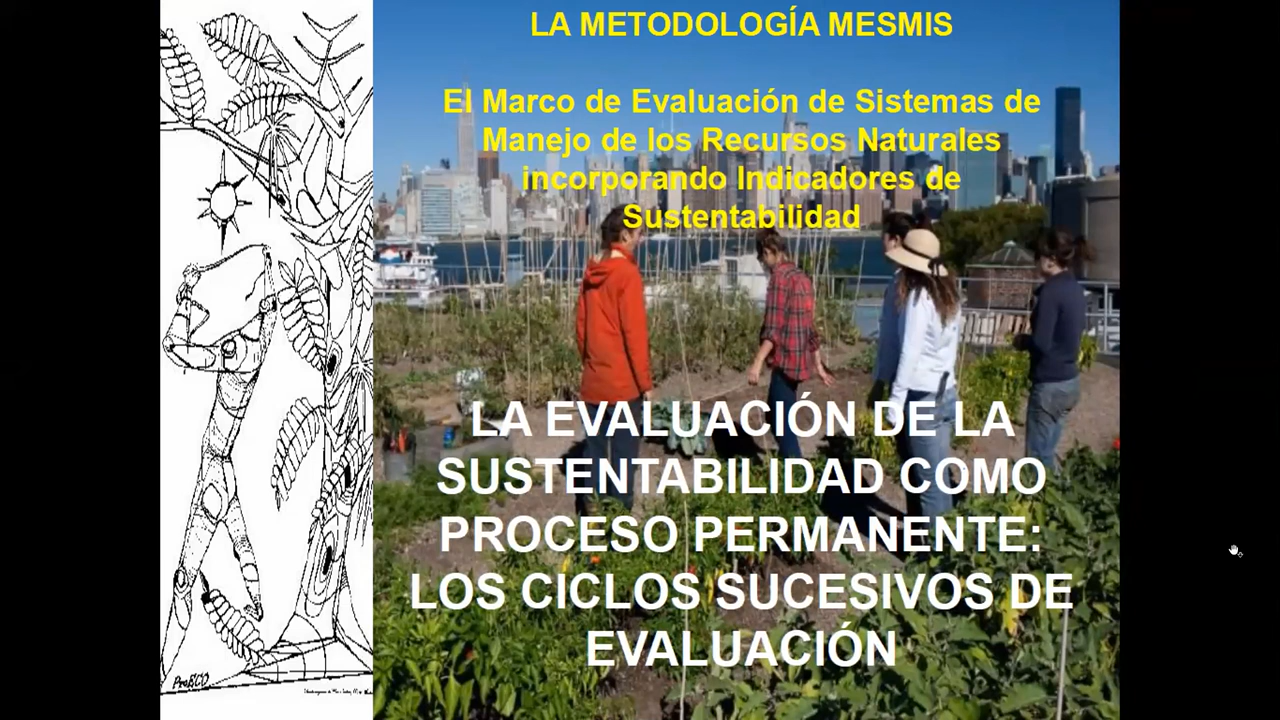 LA METODOLOGÍA MESMIS
El Marco de Evaluación de Sistemas de
Manejo de los Recursos Naturales
incorporando Indicadores de
Sustentabilidad
LA EVALUACIÓN DE LA
SUSTENTABILIDAD COMO
PROCESO PERMANENTE:
LOS CICLOS SUCESIVOS DE
EVALUACIÓN
ProECO